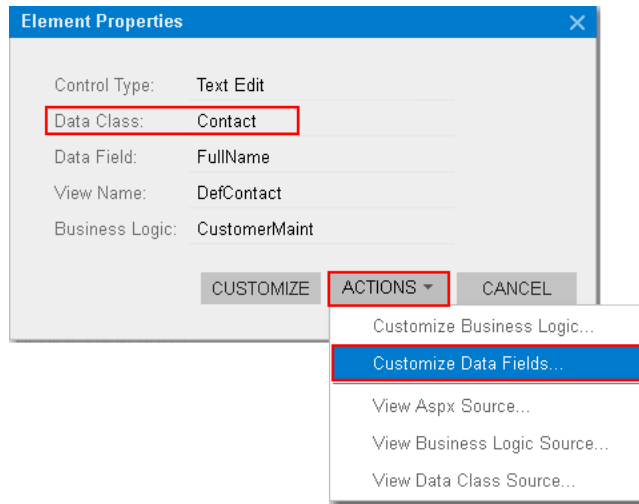 Element Properties
Control Type: Text Edit
Data Class: Contact
Data Field: FullName
View Name: DefContact
Business Logic: CustomerMaint
CUSTOMIZE ACTIONS CANCEL
Customize Business Logic...
Customize Data Fields...
View Aspx Source...
View Business Logic Source...
View Data Class Source...